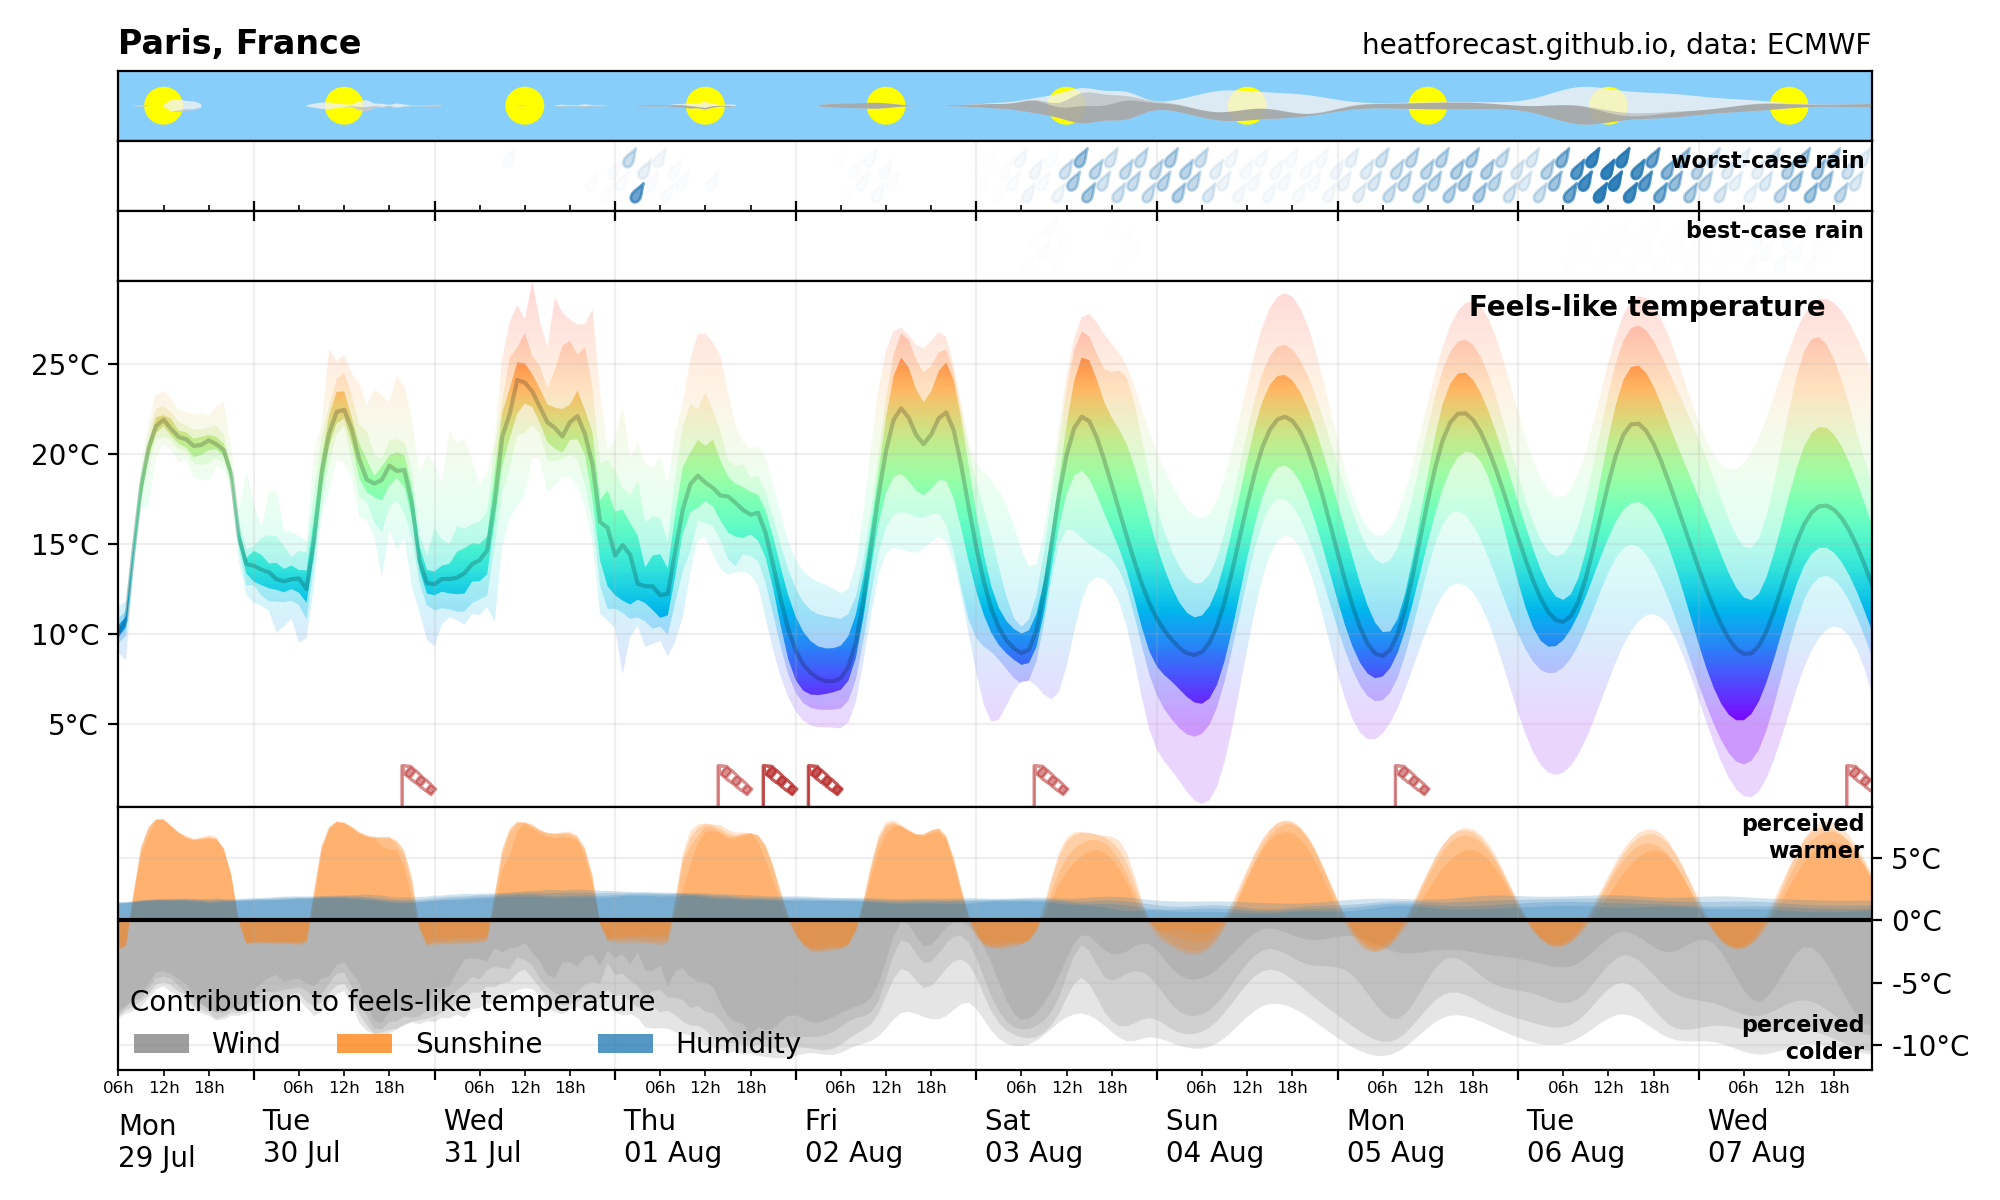 Paris, France
heatforecast.github.io, data: ECMWF
worst-case rain
best-case rain
Feels-like temperature
25°C
20°C
15°C
10°C
5°C
perceived
warmer
5°C
0°C
-5°C
perceived
colder
-10°C
Contribution to feels-like temperature
Wind Sunshine Humidity
06h 12h 18h 06h 12h 18h 06h 12h 18h 06h 12h 18h 06h 12h 18h 06h 12h 18h 06h 12h 18h 06h 12h 18h 06h 12h 18h 06h 12h 18h
Mon Tue Wed Thu Fri Sat Sun Mon Tue Wed
29 Jul 30 Jul 31 Jul 01 Aug 02 Aug 03 Aug 04 Aug 05 Aug 06 Aug 07 Aug